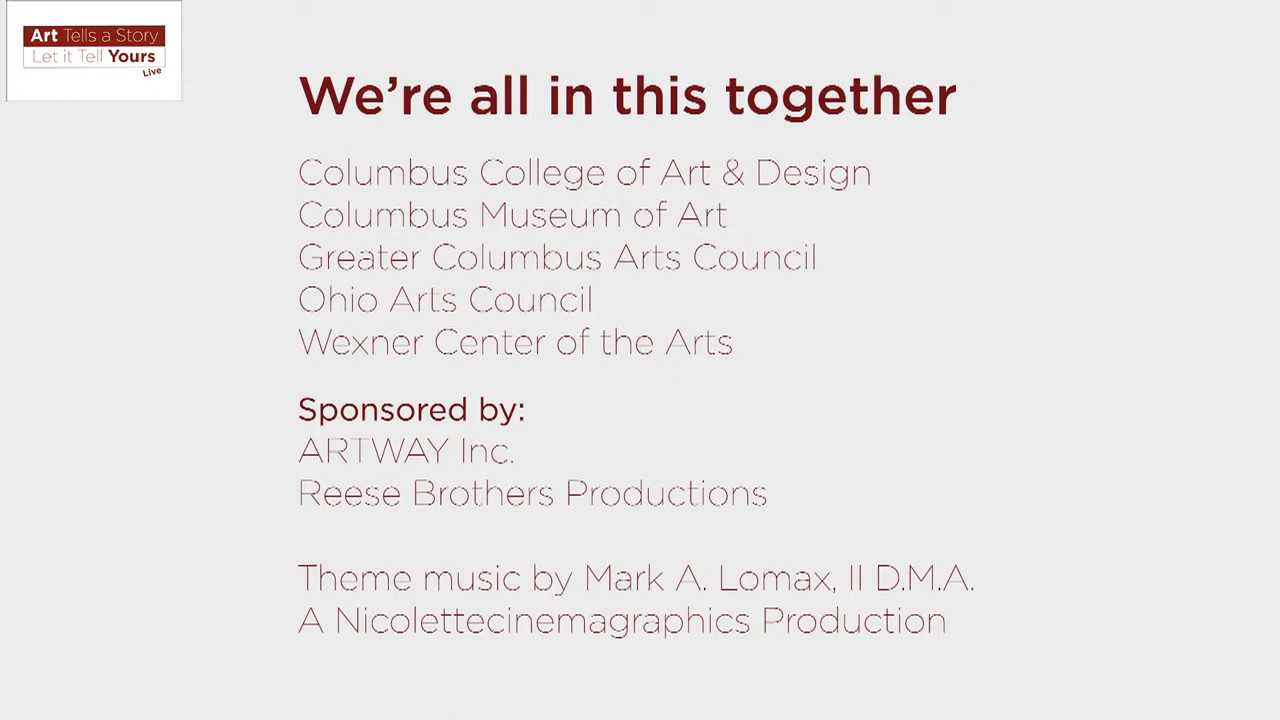 Art Tells a Story
Let it Tell Yours
Live
We're all in this together
Columbus College of Art & Design
Columbus Museum of Art
Greater Columbus Arts Council
Ohio Arts Council
Wexner Center of the Arts
Sponsored by:
ARTWAY Inc.
Reese Brothers Productions
Theme music by Mark A. Lomax, II D.M.A.
A Nicolettecinemagraphics Production